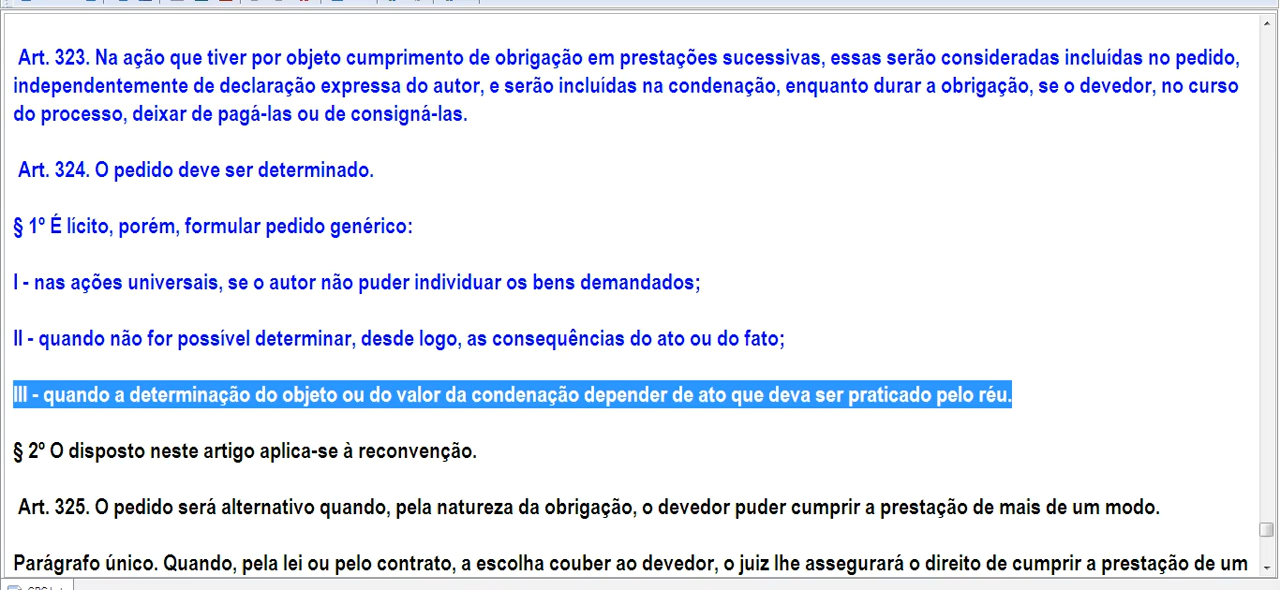 Art. 323. Na ação que tiver por objeto cumprimento de obrigação em prestações sucessivas, essas serão consideradas incluídas no pedido,
independentemente de declaração expressa do autor, e serão incluídas na condenação, enquanto durar a obrigação, se o devedor, no curso
do processo, deixar de pagá-las ou de consigná-las.
Art. 324. O pedido deve ser determinado.
§ 1º É lícito, porém, formular pedido genérico:
I - nas ações universais, se o autor não puder individuar os bens demandados;
II - quando não for possível determinar, desde logo, as consequências do ato ou do fato;
III - quando a determinação do objeto ou do valor da condenação depender de ato que deva ser praticado pelo réu.
§ 2º O disposto neste artigo aplica-se à reconvenção.
Art. 325. O pedido será alternativo quando, pela natureza da obrigação, o devedor puder cumprir a prestação de mais de um modo.
Parágrafo único. Quando, pela lei ou pelo contrato, a escolha couber ao devedor, o juiz lhe assegurará o direito de cumprir a prestação de um